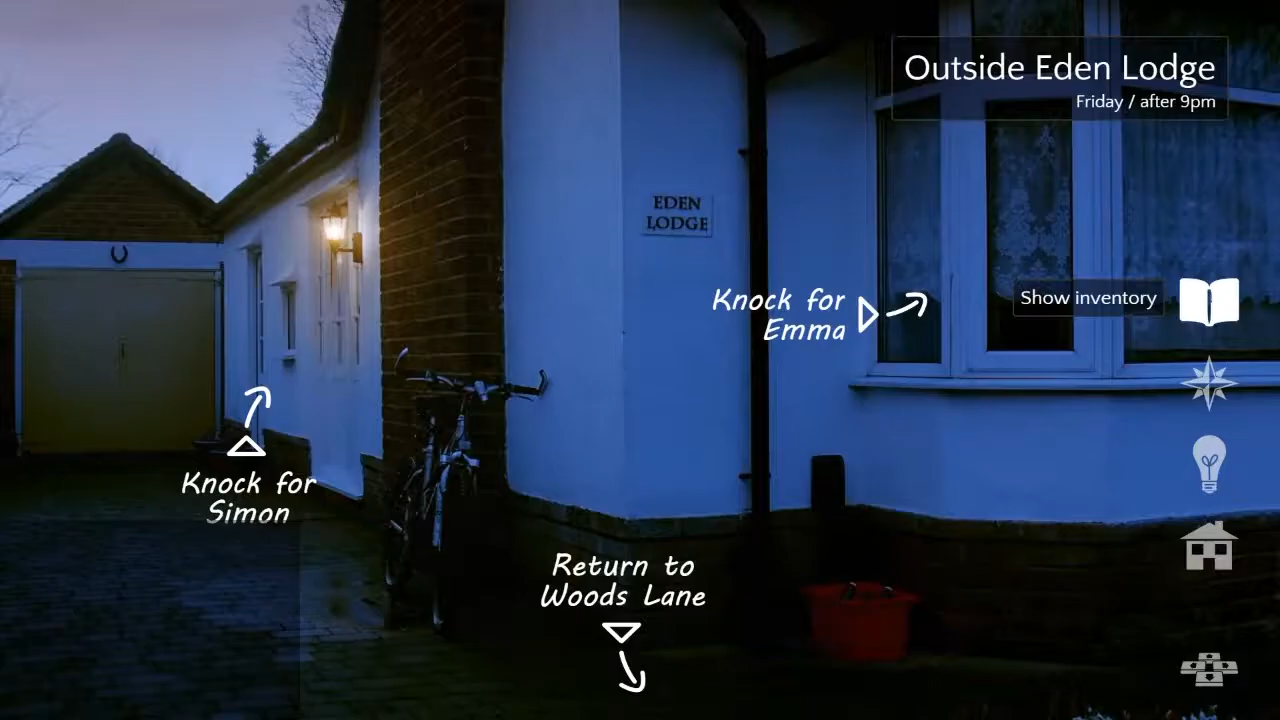 Outside Eden Lodge
Friday / after 9pm
EDEN
LODGE
Knock for
Emma
Show inventory
Knock for
Simon
Return to
Woods Lane